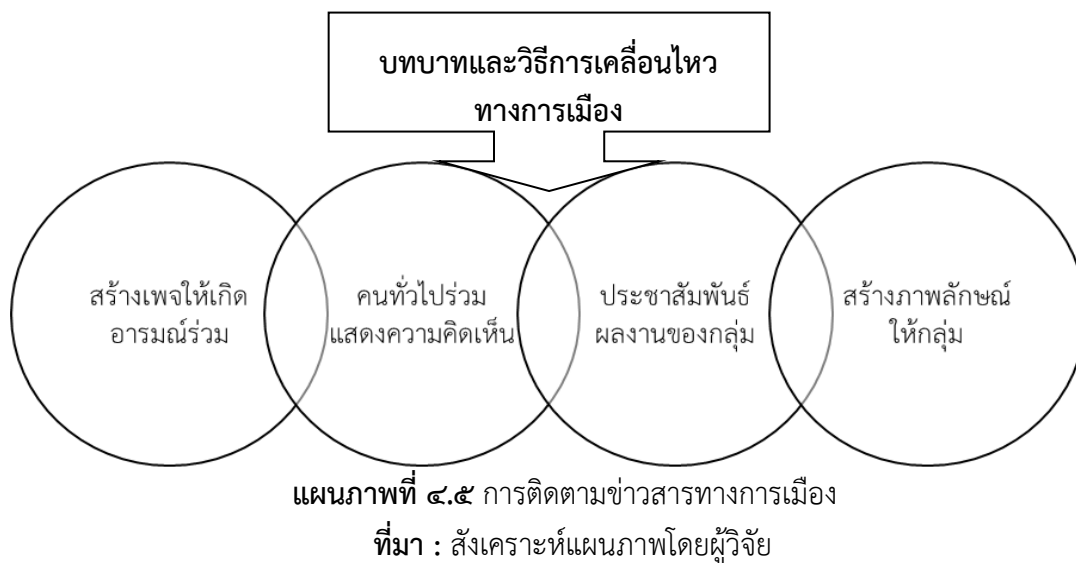 บทบาทและวิธีการเคลื่อนไหว
ทางการเมือง
สร้างเพจให้เกิด
อารมณ์ร่วม
คนทั่วไปร่วม
แสดงความคิดเห็น
ประชาสัมพันธ์
ผลงานของกลุ่ม
สร้างภาพลักษณ์
ให้กลุ่ม
แผนภาพที่ ๔.๕ การติดตามข่าวสารทางการเมือง
ที่มา : สังเคราะห์แผนภาพโดยผู้วิจัย